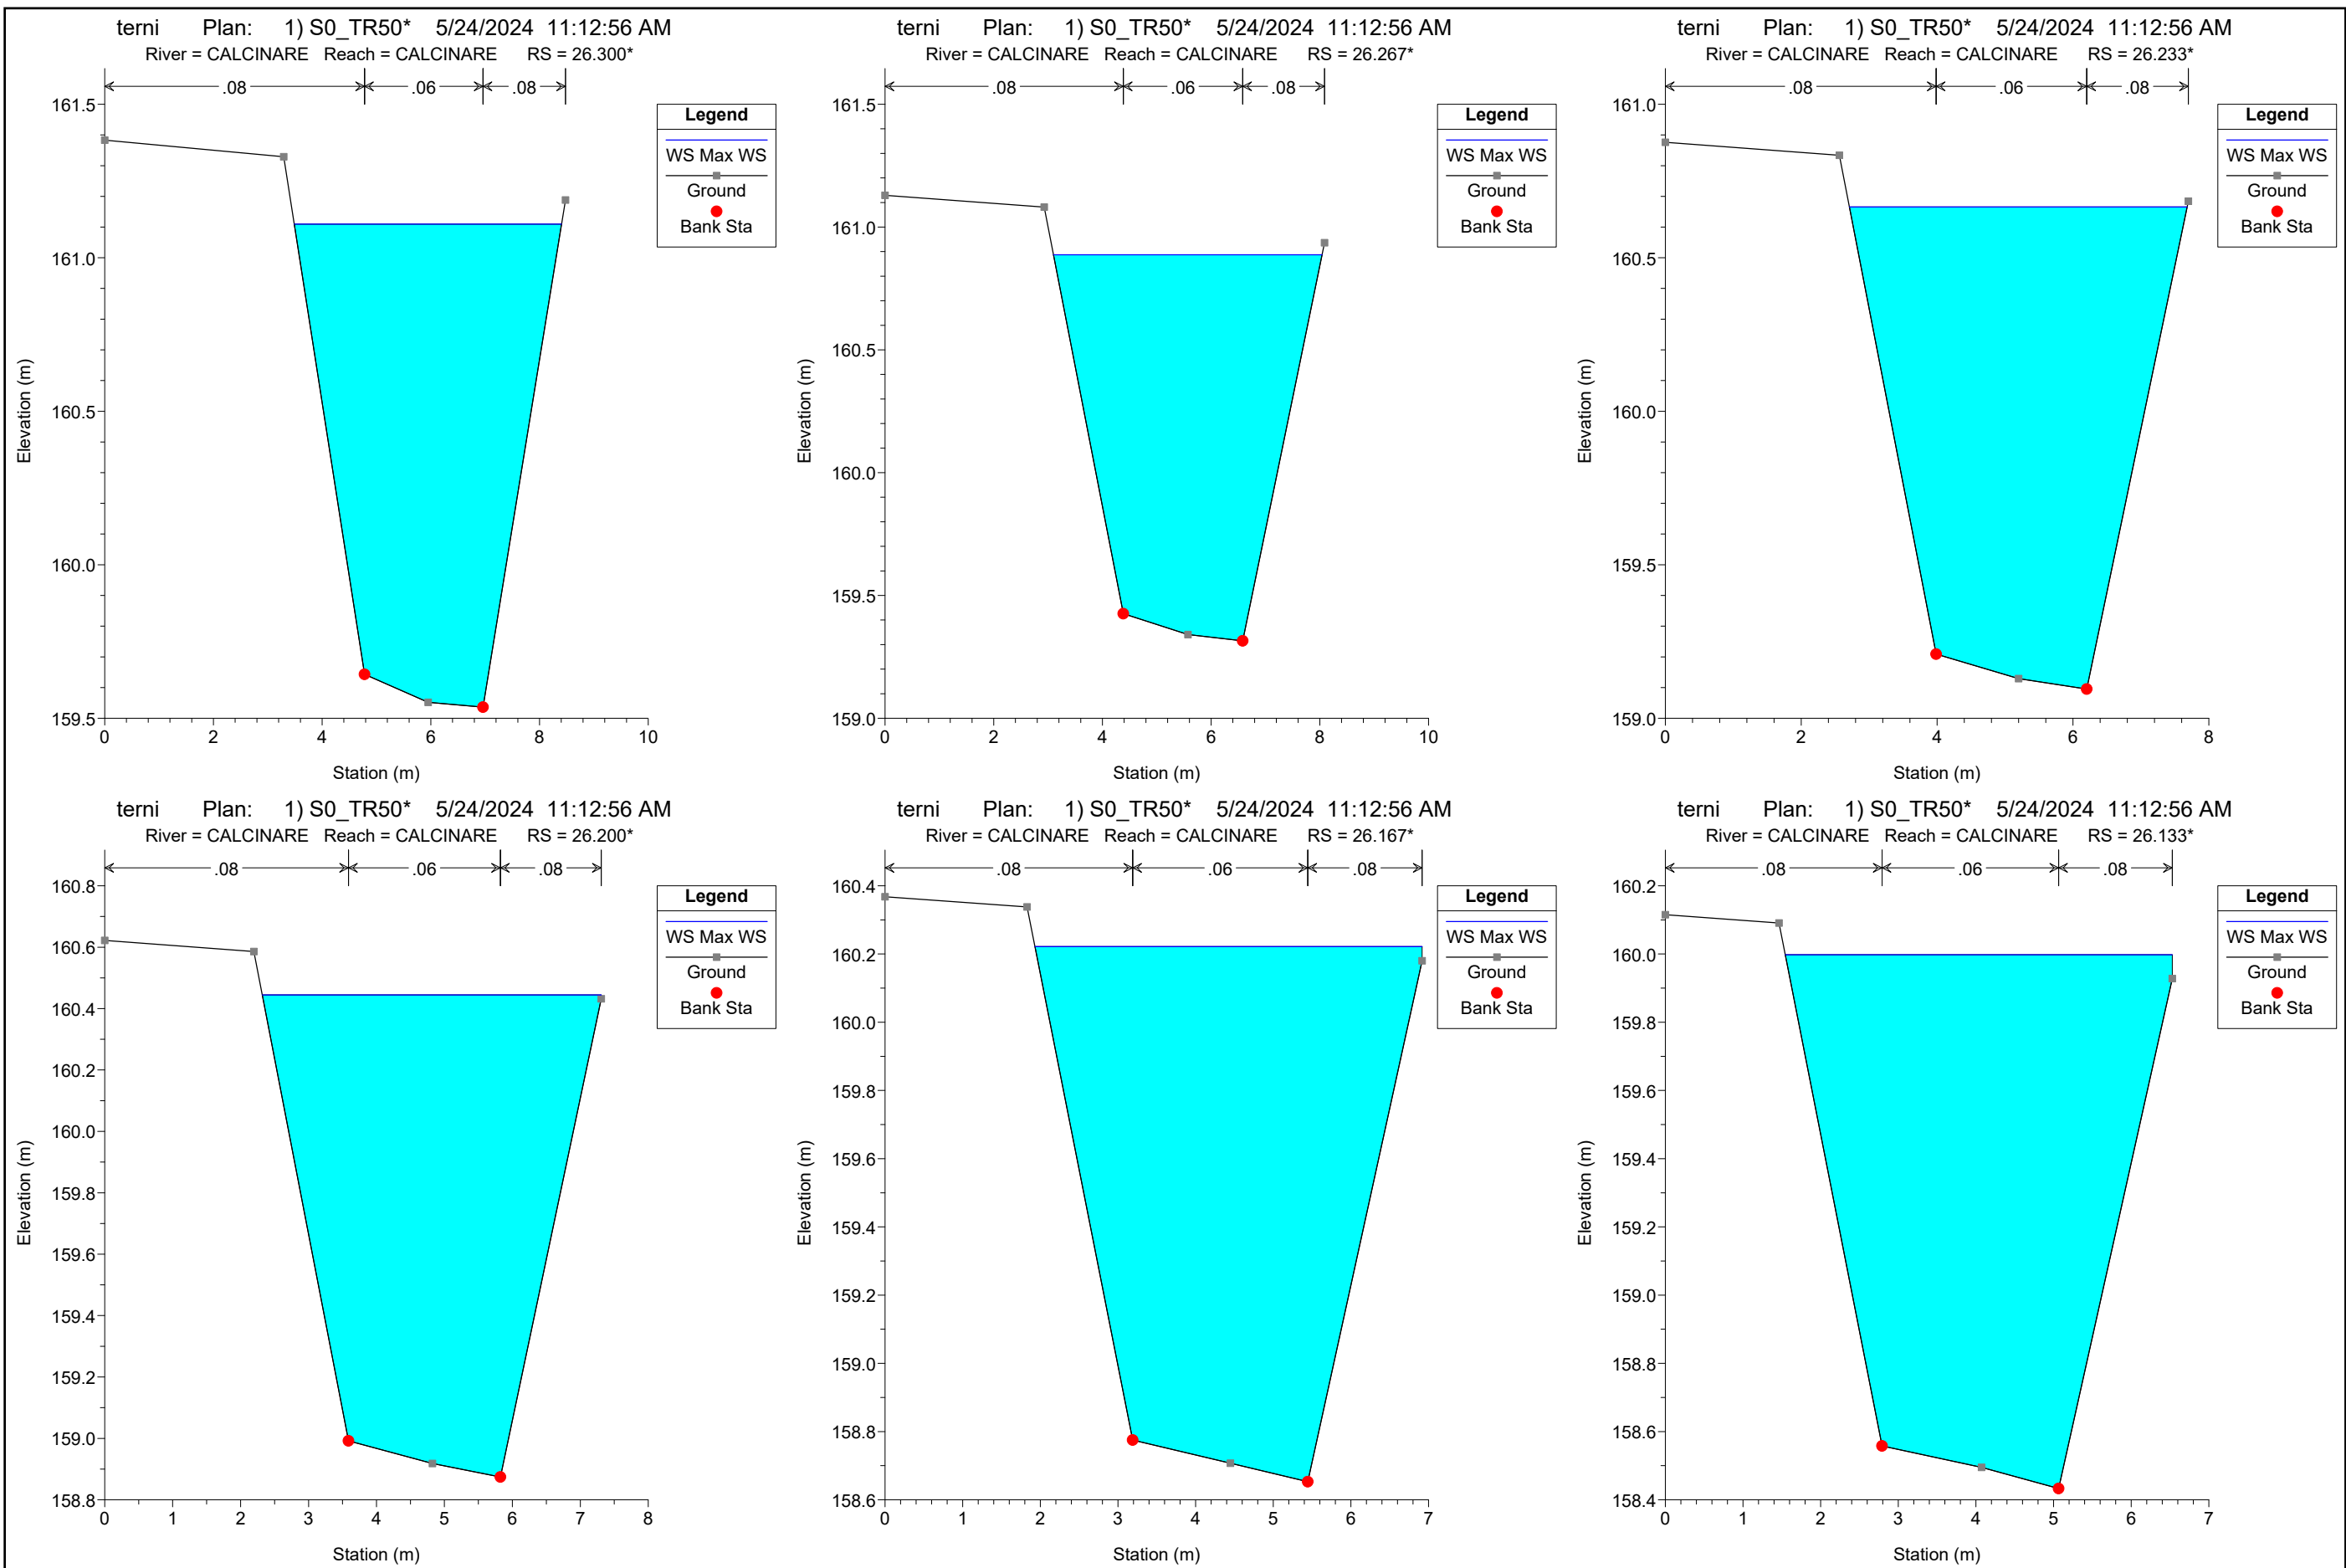 terni Plan: 1) S0_TR50* 5/24/2024 11:12:56 AM
River = CALCINARE Reach = CALCINARE RS = 26.300*
.08 .06 .08
Legend
WS Max WS
Ground
Bank Sta
161.5
161.0
160.5
160.0
159.5
Elevation (m)
0 2 4 6 8 10
Station (m)
terni Plan: 1) S0_TR50* 5/24/2024 11:12:56 AM
River = CALCINARE Reach = CALCINARE RS = 26.267*
.08 .06 .08
Legend
WS Max WS
Ground
Bank Sta
161.5
161.0
160.5
160.0
159.5
159.0
Elevation (m)
0 2 4 6 8 10
Station (m)
terni Plan: 1) S0_TR50* 5/24/2024 11:12:56 AM
River = CALCINARE Reach = CALCINARE RS = 26.233*
.08 .06 .08
Legend
WS Max WS
Ground
Bank Sta
161.0
160.5
160.0
159.5
159.0
Elevation (m)
0 2 4 6 8
Station (m)
terni Plan: 1) S0_TR50* 5/24/2024 11:12:56 AM
River = CALCINARE Reach = CALCINARE RS = 26.200*
.08 .06 .08
Legend
WS Max WS
Ground
Bank Sta
160.8
160.6
160.4
160.2
160.0
159.8
159.6
159.4
159.2
159.0
158.8
Elevation (m)
0 1 2 3 4 5 6 7 8
Station (m)
terni Plan: 1) S0_TR50* 5/24/2024 11:12:56 AM
River = CALCINARE Reach = CALCINARE RS = 26.167*
.08 .06 .08
Legend
WS Max WS
Ground
Bank Sta
160.4
160.2
160.0
159.8
159.6
159.4
159.2
159.0
158.8
158.6
Elevation (m)
0 1 2 3 4 5 6 7
Station (m)
terni Plan: 1) S0_TR50* 5/24/2024 11:12:56 AM
River = CALCINARE Reach = CALCINARE RS = 26.133*
.08 .06 .08
Legend
WS Max WS
Ground
Bank Sta
160.2
160.0
159.8
159.6
159.4
159.2
159.0
158.8
158.6
158.4
Elevation (m)
0 1 2 3 4 5 6 7
Station (m)